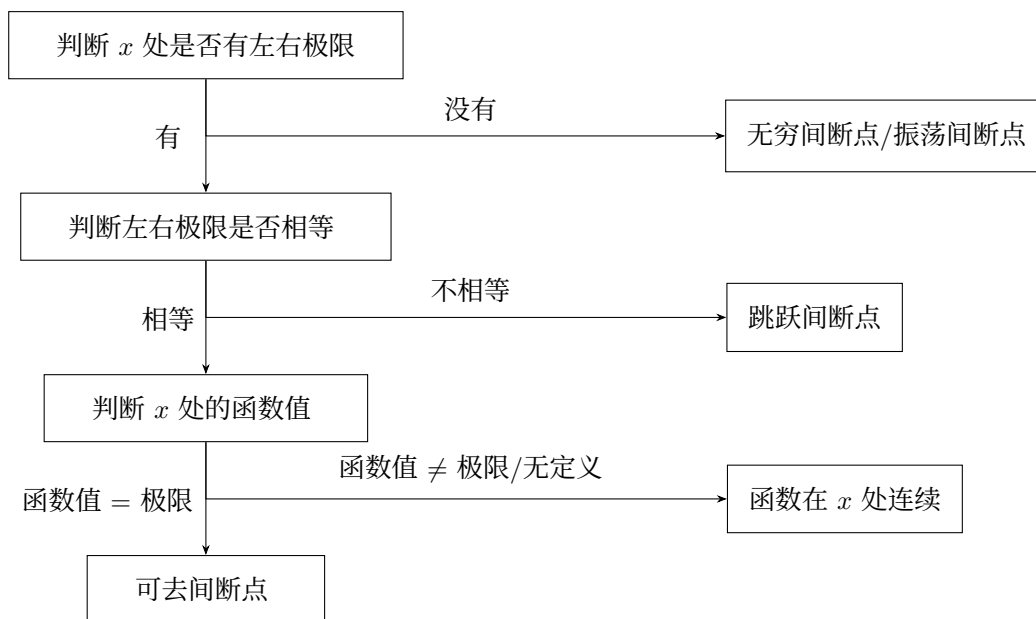 判断 x 处是否有左右极限
没有
有
无穷间断点/振荡间断点
判断左右极限是否相等
不相等
相等
跳跃间断点
判断 x 处的函数值
函数值 ≠ 极限/无定义
函数值 = 极限
函数在 x 处连续
可去间断点